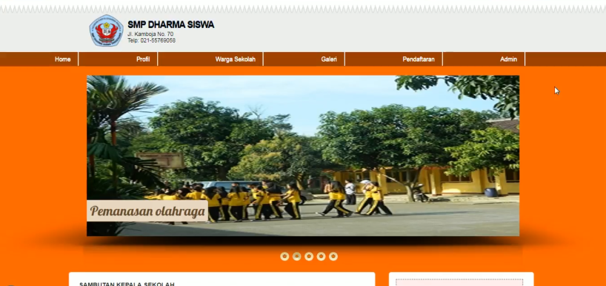 SMP DHARMA SISWA
Jl. Kamboja No. 70
Telp: 021-55769056
Home Profil Warga Sekolah Galeri Pendaftaran Admin
Pemanasan olahraga
SAMBUTAN KEPALA SEKOLAH